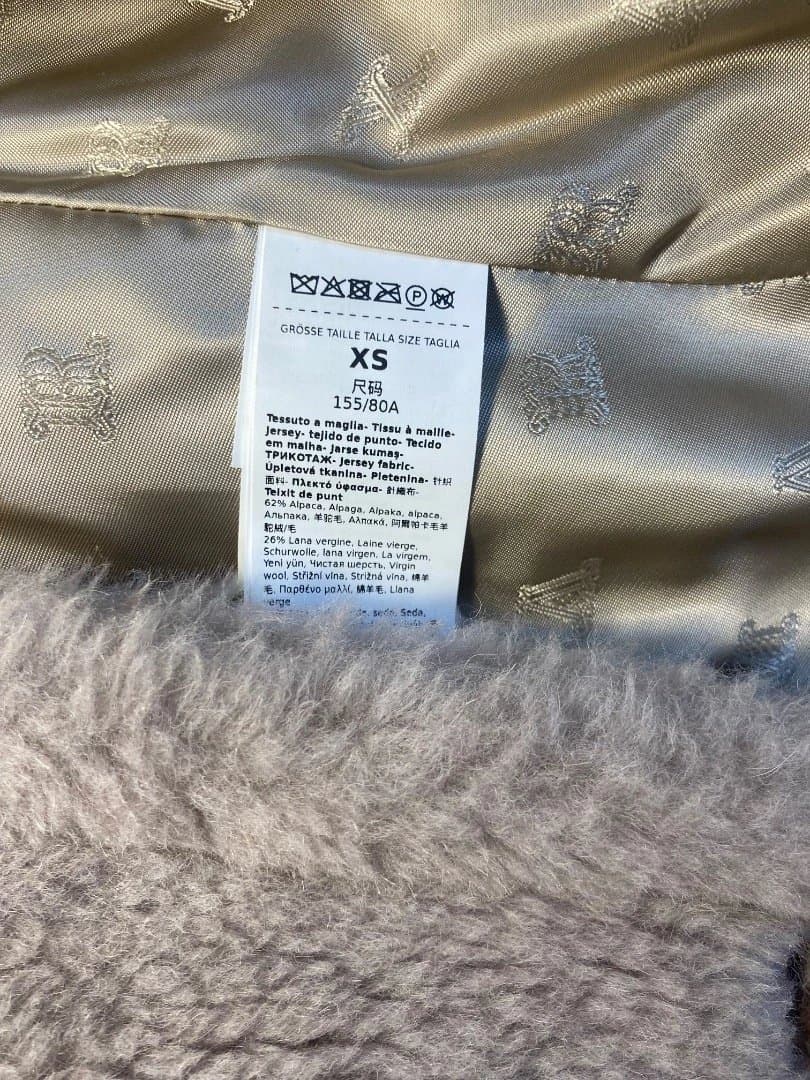 P W
GRÖSSE TAILLE TALLA SIZE TAGLIA
XS
尺码
155/80A
Tessuto a maglia- Tissu à maille-
Jersey- tejido de punto- Tecido
em malha- Jarse kumaş-
ТРИКОТАЖ- Jersey fabric-
Úpletová tkanina- Pletenina- 针织
面料- Πλεκτό ύφασμα- 針織布-
Teixit de punt
62% Alpaca, Alpaga, Alpaka, alpaca,
Альпака, 羊驼毛, Αλπακά, 阿爾帕卡毛羊
駝絨/毛
26% Lana vergine, Laine vierge,
Schurwolle, lana virgen, La virgem,
Yeni yün, Чистая шерсть, Virgin
wool, Střižní vlna, Strižná vlna, 绵羊
毛, Παρθένο μαλλί, 綿羊毛, Llana
verge
seda, Seda,